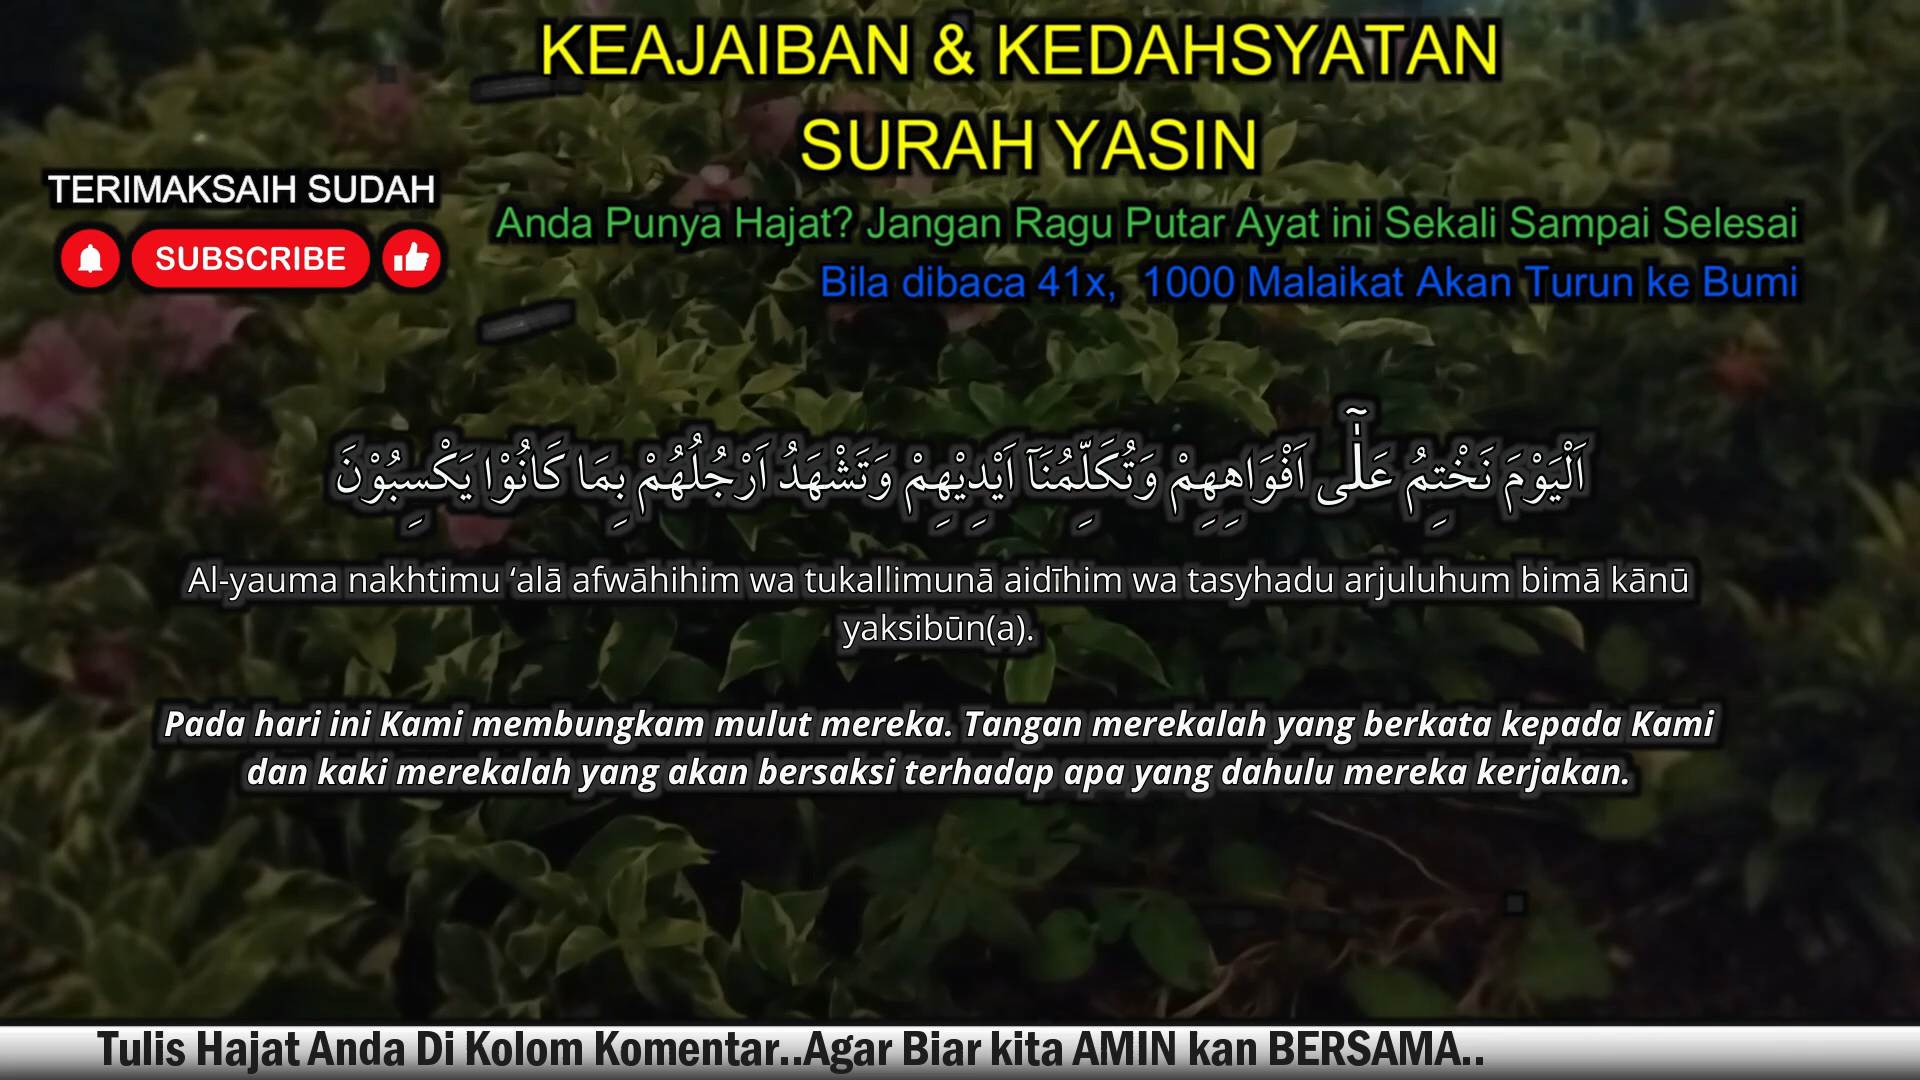 KEAJAIBAN & KEDAHSYATAN
SURAH YASIN
TERIMAKSAIH SUDAH
SUBSCRIBE
Anda Punya Hajat? Jangan Ragu Putar Ayat ini Sekali Sampai Selesai
Bila dibaca 41x, 1000 Malaikat Akan Turun ke Bumi
اَلْيَوْمَ نَخْتِمُ عَلٰٓى اَفْوَاهِهِمْ وَتُكَلِّمُنَآ اَيْدِيْهِمْ وَتَشْهَدُ اَرْجُلُهُمْ بِمَا كَانُوْا يَكْسِبُوْنَ
Al-yauma nakhtimu ‘alā afwāhihim wa tukallimunā aidīhim wa tasyhadu arjuluhum bimā kānū
yaksibūn(a).
Pada hari ini Kami membungkam mulut mereka. Tangan merekalah yang berkata kepada Kami
dan kaki merekalah yang akan bersaksi terhadap apa yang dahulu mereka kerjakan.
Tulis Hajat Anda Di Kolom Komentar..Agar Biar kita AMIN kan BERSAMA..